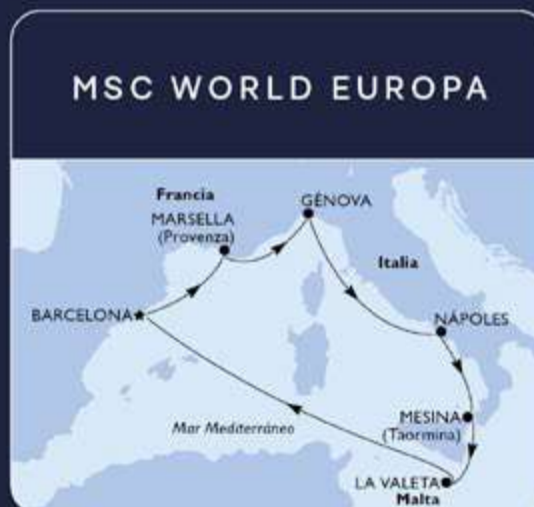 MSC WORLD EUROPA
Francia
GÉNOVA
MARSELLA
(Provenza)
Italia
BARCELONA
NÁPOLES
MESINA
(Taormina)
Mar Mediterráneo
LA VALETA
Malta